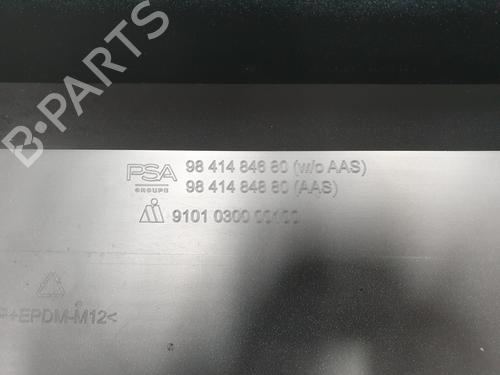 B-PARTS
PSA
GROUPE
98 414 846 80 (w/o AAS)
98 414 848 80 (AAS)
9101 0300 00100
+EPDM-M12<